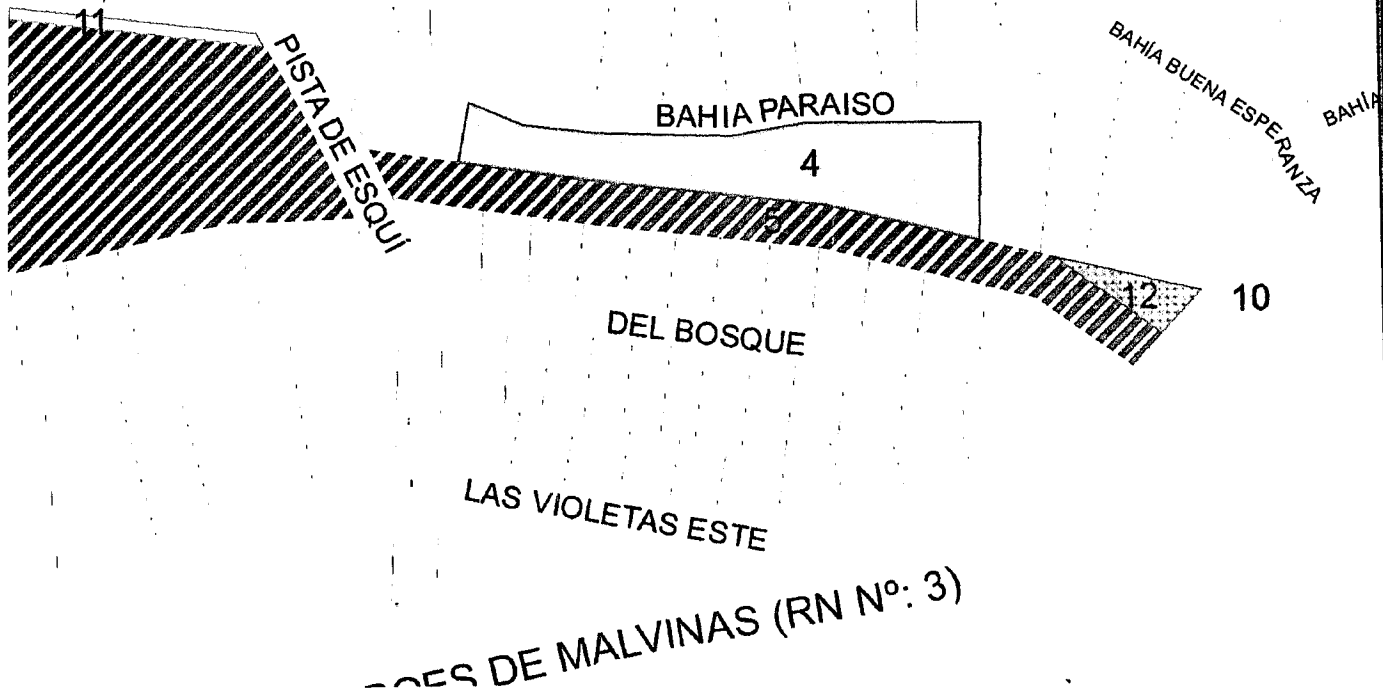 11
PISTA DE ESQUÍ
BAHIA PARAISO
4
5
BAHÍA BUENA ESPERANZA
BAHÍA
12
10
DEL BOSQUE
LAS VIOLETAS ESTE
DE MALVINAS (RN Nº: 3)